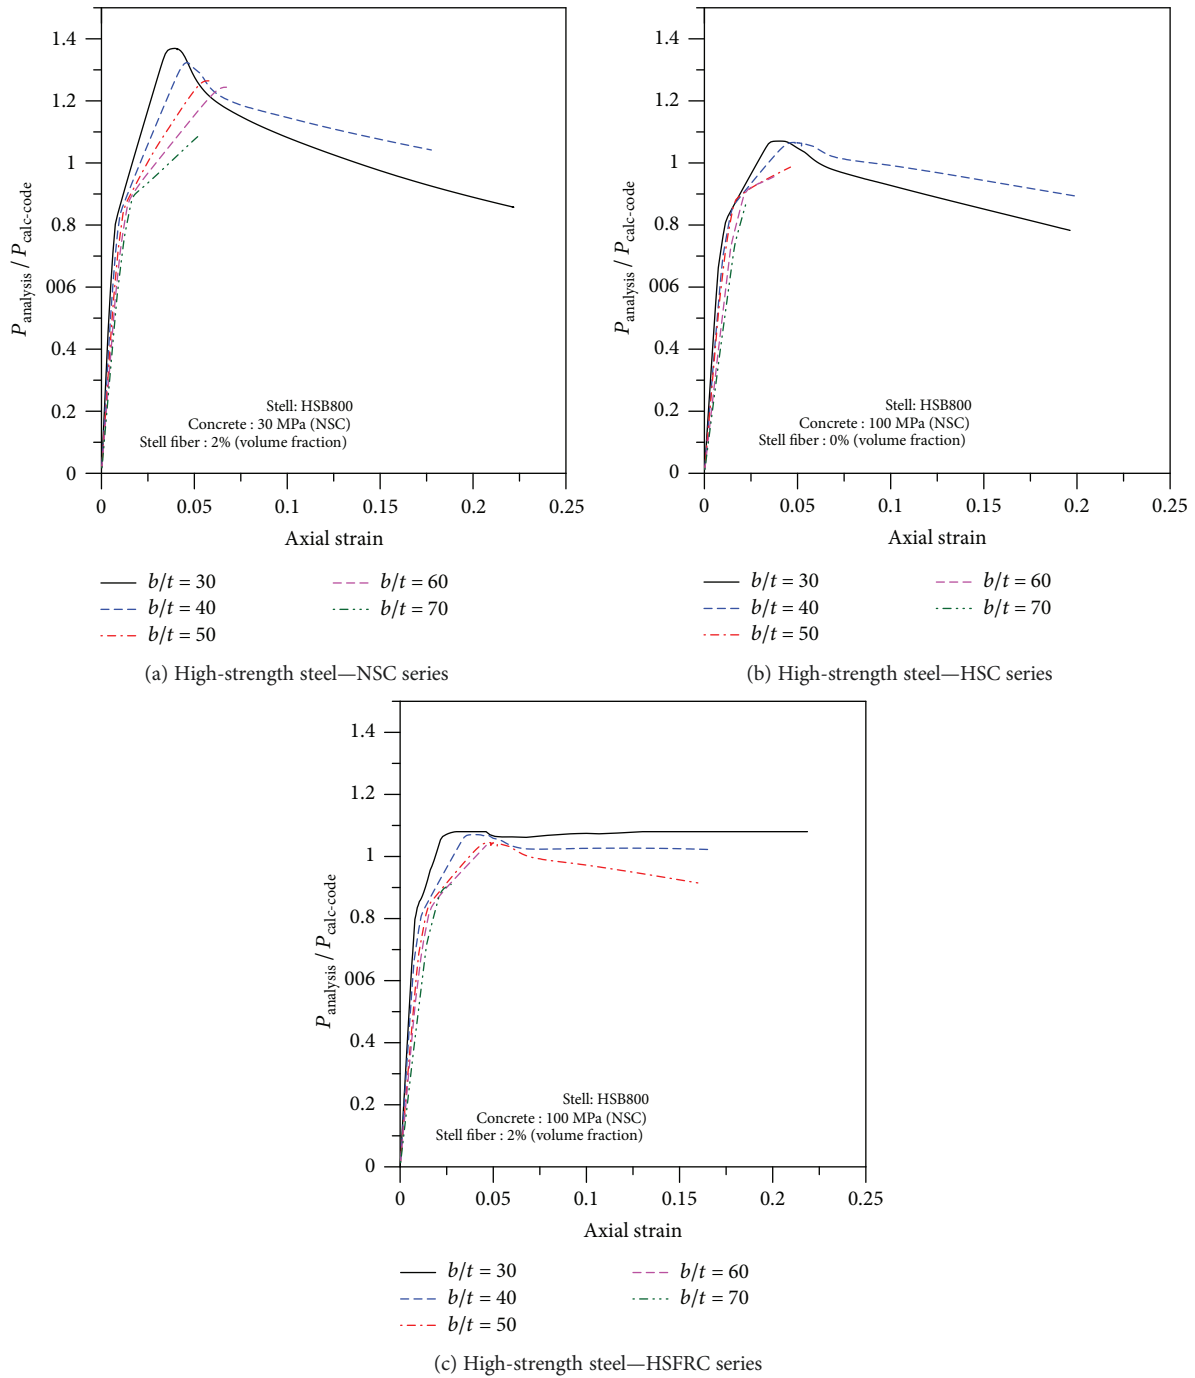 1.4
1.2
1
0.8
006
0.4
0.2
0
P analysis / P calc-code
Stell: HSB800
Concrete : 30 MPa (NSC)
Stell fiber : 2% (volume fraction)
0 0.05 0.1 0.15 0.2 0.25
Axial strain
b/t = 30 b/t = 60
b/t = 40 b/t = 70
b/t = 50
(a) High-strength steel—NSC series
1.4
1.2
1
0.8
006
0.4
0.2
0
P analysis / P calc-code
Stell: HSB800
Concrete : 100 MPa (NSC)
Stell fiber : 0% (volume fraction)
0 0.05 0.1 0.15 0.2 0.25
Axial strain
b/t = 30 b/t = 60
b/t = 40 b/t = 70
b/t = 50
(b) High-strength steel—HSC series
1.4
1.2
1
0.8
006
0.4
0.2
0
P analysis / P calc-code
Stell: HSB800
Concrete : 100 MPa (NSC)
Stell fiber : 2% (volume fraction)
0 0.05 0.1 0.15 0.2 0.25
Axial strain
b/t = 30 b/t = 60
b/t = 40 b/t = 70
b/t = 50
(c) High-strength steel—HSFRC series